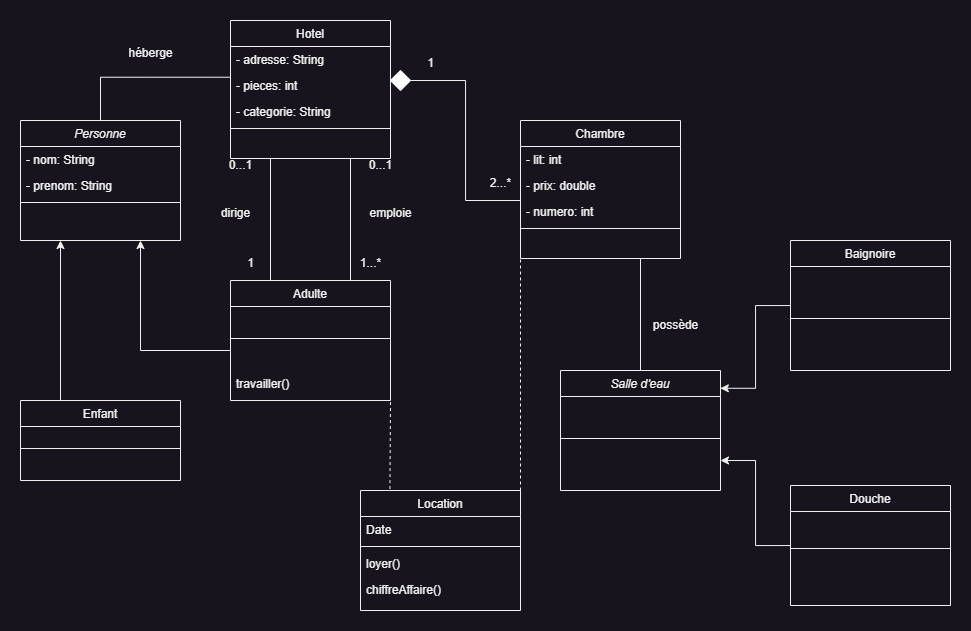 Hotel
- adresse: String
- pieces: int
- categorie: String
héberge
1
Personne
- nom: String
- prenom: String
Chambre
- lit: int
- prix: double
- numero: int
2...*
0...1
0...1
dirige
emploie
1
1...*
Adulte
travailler()
Baignoire
possède
Salle d'eau
Enfant
Location
Date
loyer()
chiffreAffaire()
Douche